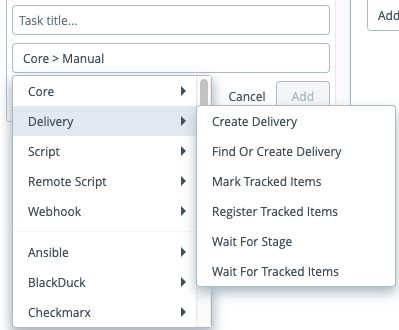 Task title...
Add
Core > Manual
Core
Cancel
Add
Delivery
Script
Remote Script
Webhook
Ansible
BlackDuck
Checkmarx
Create Delivery
Find Or Create Delivery
Mark Tracked Items
Register Tracked Items
Wait For Stage
Wait For Tracked Items